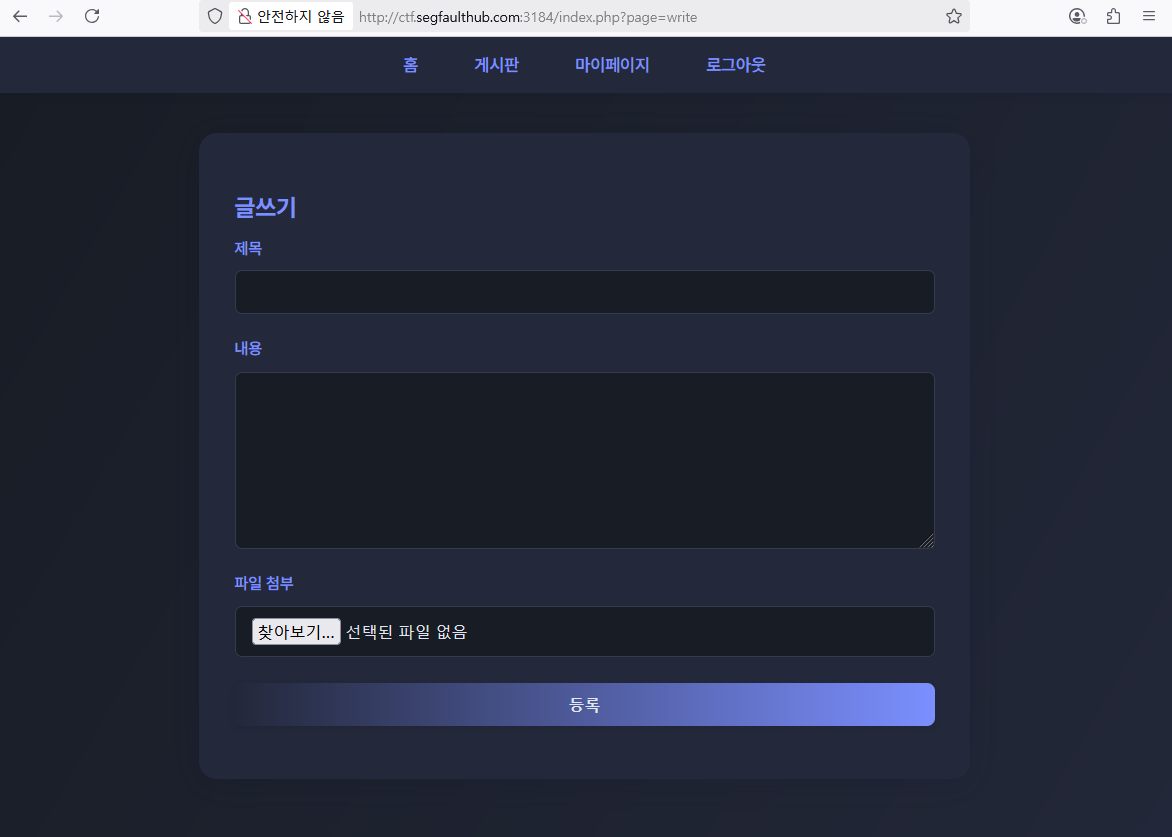 안전하지 않음 http://ctf.segfaulthub.com:3184/index.php?page=write
홈 게시판 마이페이지 로그아웃
글쓰기
제목
내용
파일 첨부
찾아보기... 선택된 파일 없음
등록